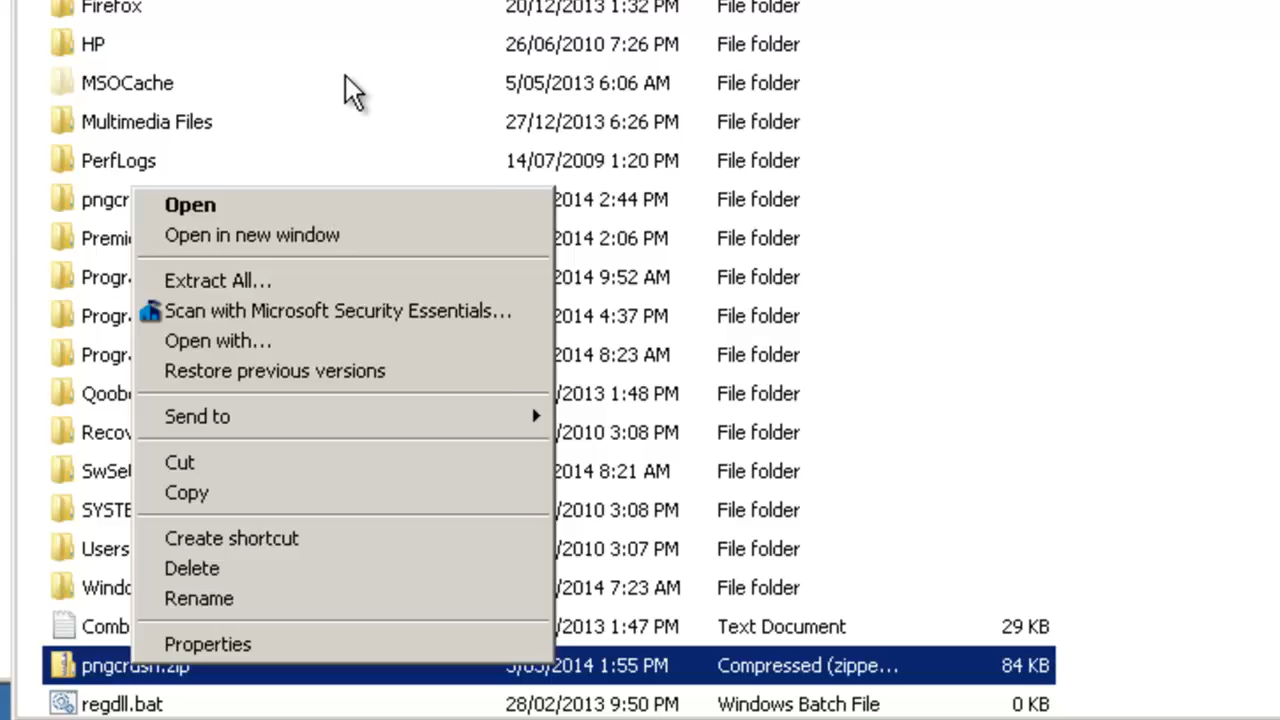 Firefox 20/12/2013 1:32 PM File folder
HP 26/06/2010 7:26 PM File folder
MSOCache 5/05/2013 6:06 AM File folder
Multimedia Files 27/12/2013 6:26 PM File folder
PerfLogs 14/07/2009 1:20 PM File folder
pngcr /2014 2:44 PM File folder
Premi /2014 2:06 PM File folder
Progr /2014 9:52 AM File folder
Progr /2014 4:37 PM File folder
Progr /2014 8:23 AM File folder
Qoob /2013 1:48 PM File folder
Recov /2010 3:08 PM File folder
SwSe /2014 8:21 AM File folder
SYSTE /2010 3:08 PM File folder
Users /2010 3:07 PM File folder
Windo /2014 7:23 AM File folder
Comb /2013 1:47 PM Text Document 29 KB
pngcrush.zip 5/03/2014 1:55 PM Compressed (zippe... 84 KB
regdll.bat 28/02/2013 9:50 PM Windows Batch File 0 KB
Open
Open in new window
Extract All...
Scan with Microsoft Security Essentials...
Open with...
Restore previous versions
Send to
Cut
Copy
Create shortcut
Delete
Rename
Properties